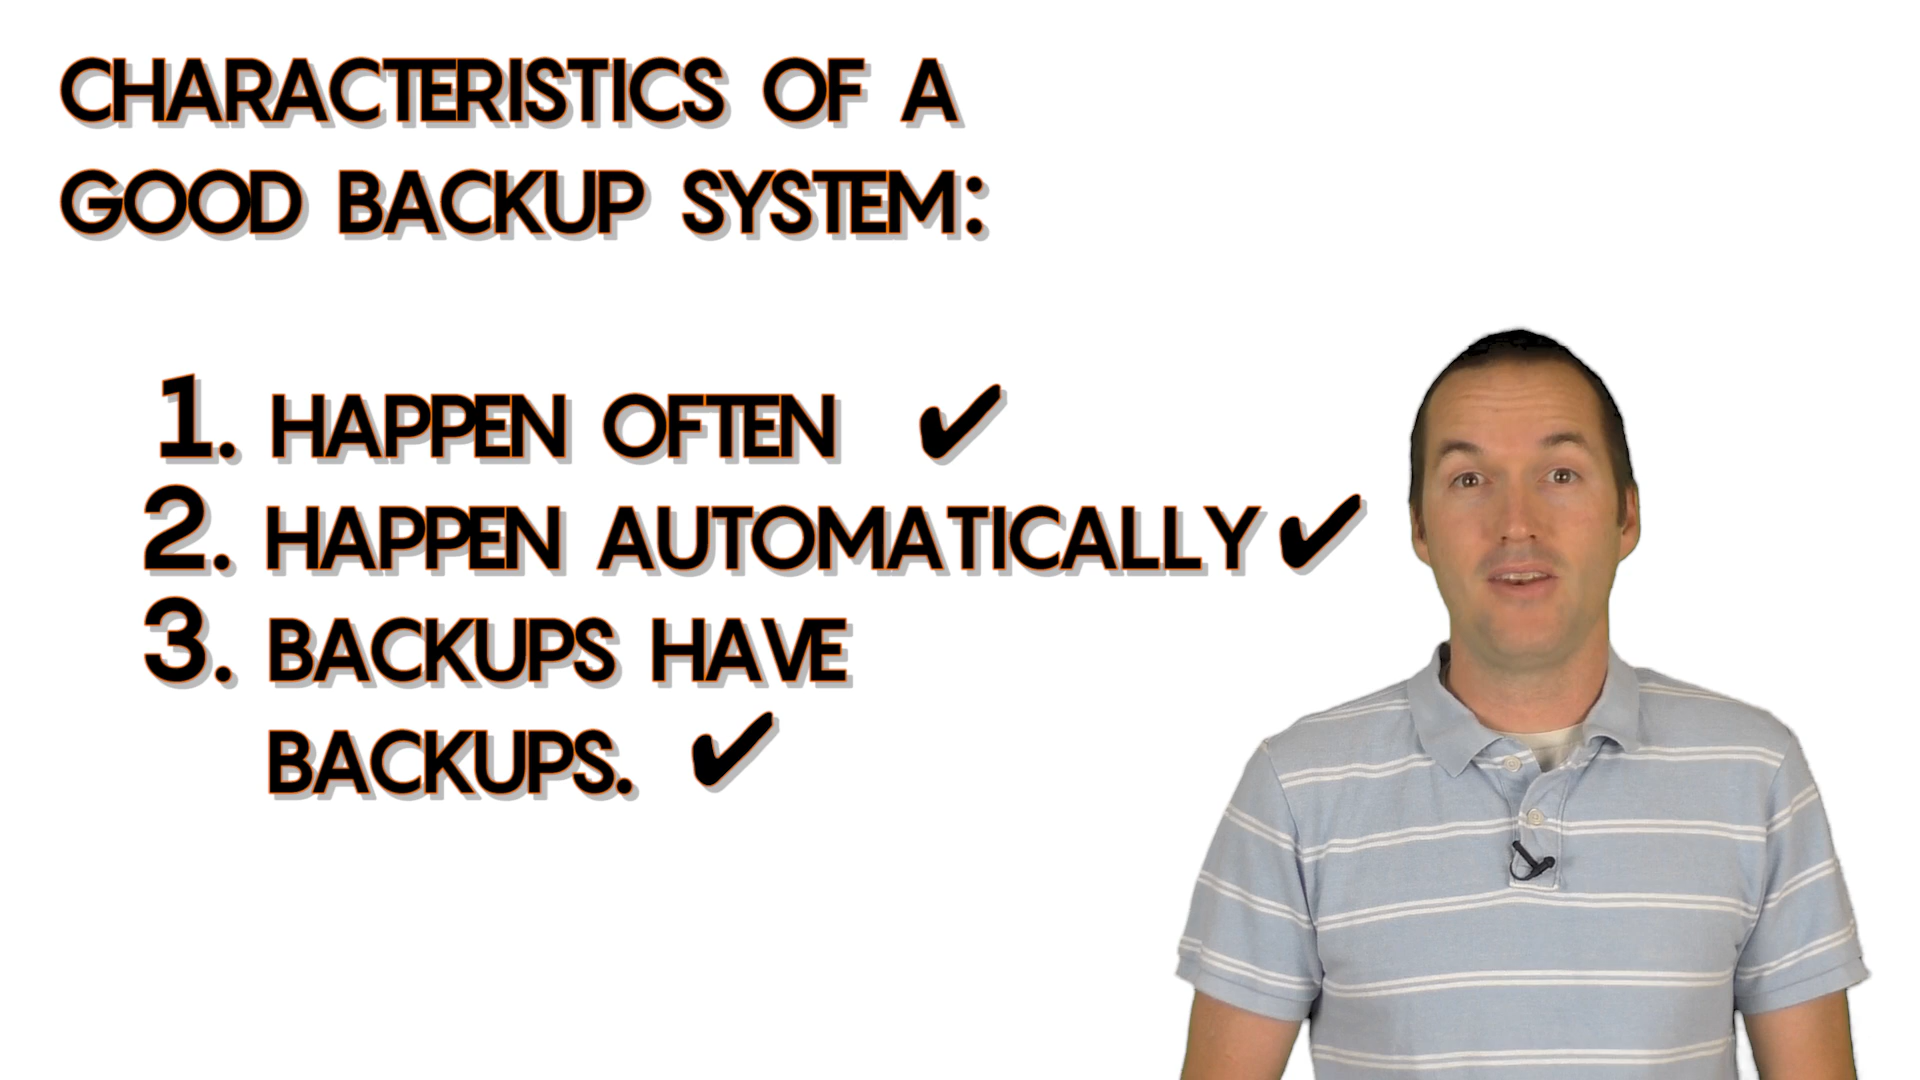 CHARACTERISTICS OF A
GOOD BACKUP SYSTEM:
1. HAPPEN OFTEN ✔
2. HAPPEN AUTOMATICALLY ✔
3. BACKUPS HAVE
BACKUPS. ✔